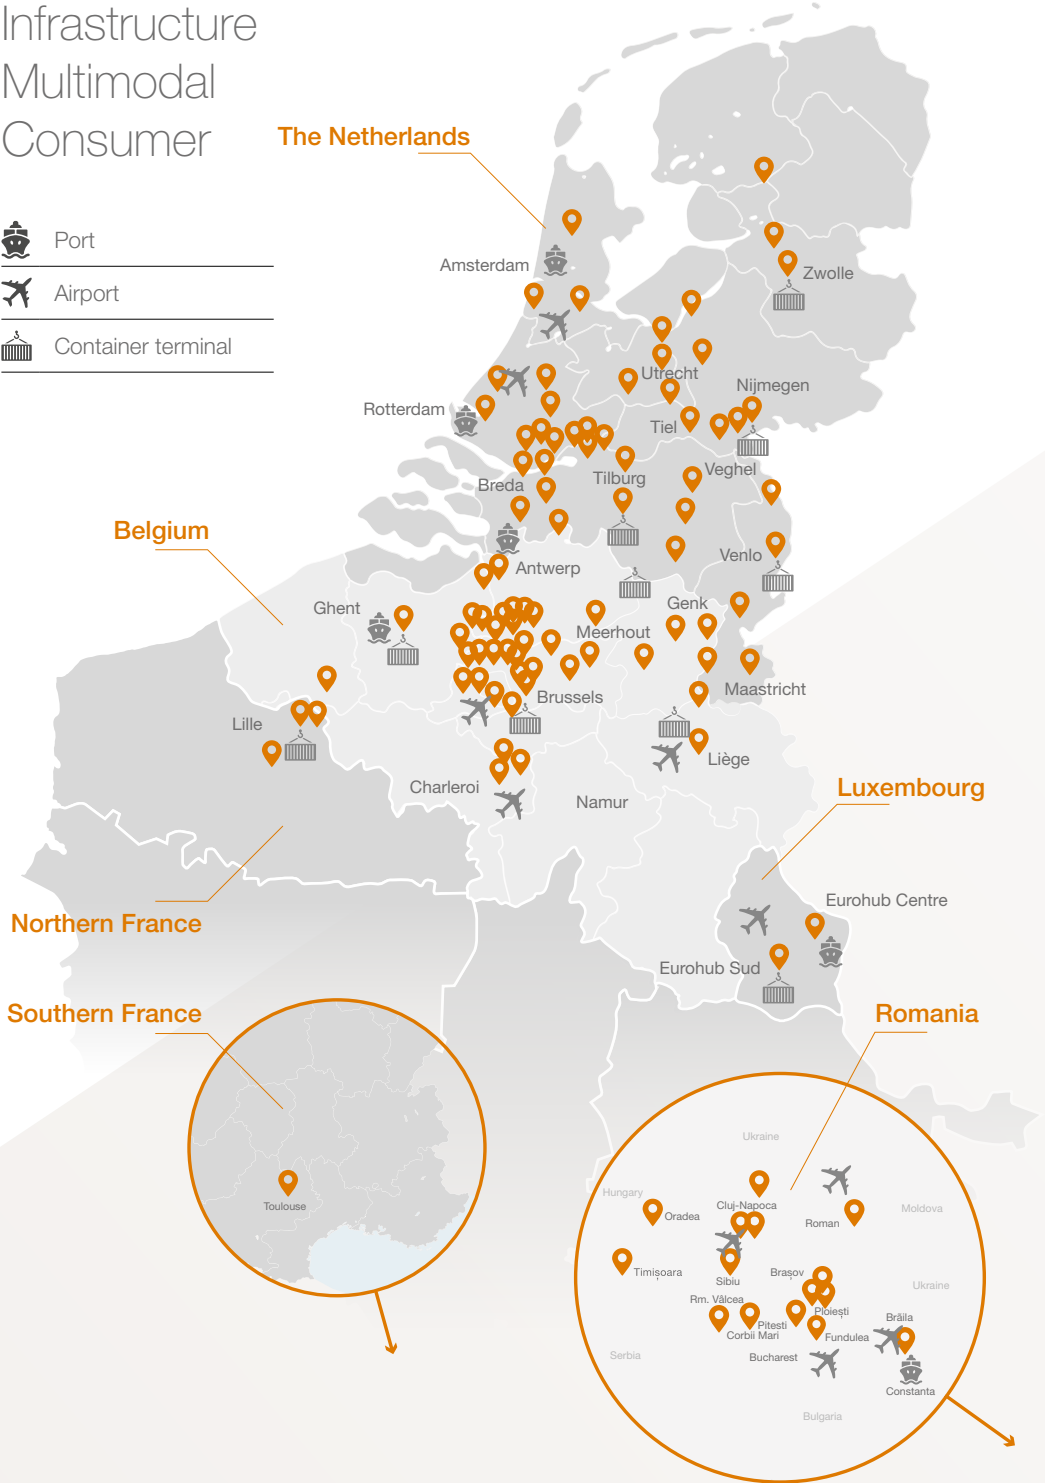 Infrastructure
Multimodal
Consumer
The Netherlands
Port
Airport
Container terminal
Amsterdam
Zwolle
Utrecht
Nijmegen
Rotterdam
Tiel
Veghel
Tilburg
Breda
Belgium
Venlo
Antwerp
Ghent
Genk
Meerhout
Maastricht
Brussels
Lille
Liège
Charleroi
Luxembourg
Namur
Eurohub Centre
Northern France
Eurohub Sud
Southern France
Romania
Toulouse
Ukraine
Hungary
Cluj-Napoca
Oradea
Roman
Moldova
Timișoara
Sibiu
Brașov
Ukraine
Rm. Vâlcea
Ploiești
Brăila
Pitesti
Corbii Mari
Fundulea
Serbia
Bucharest
Constanta
Bulgaria